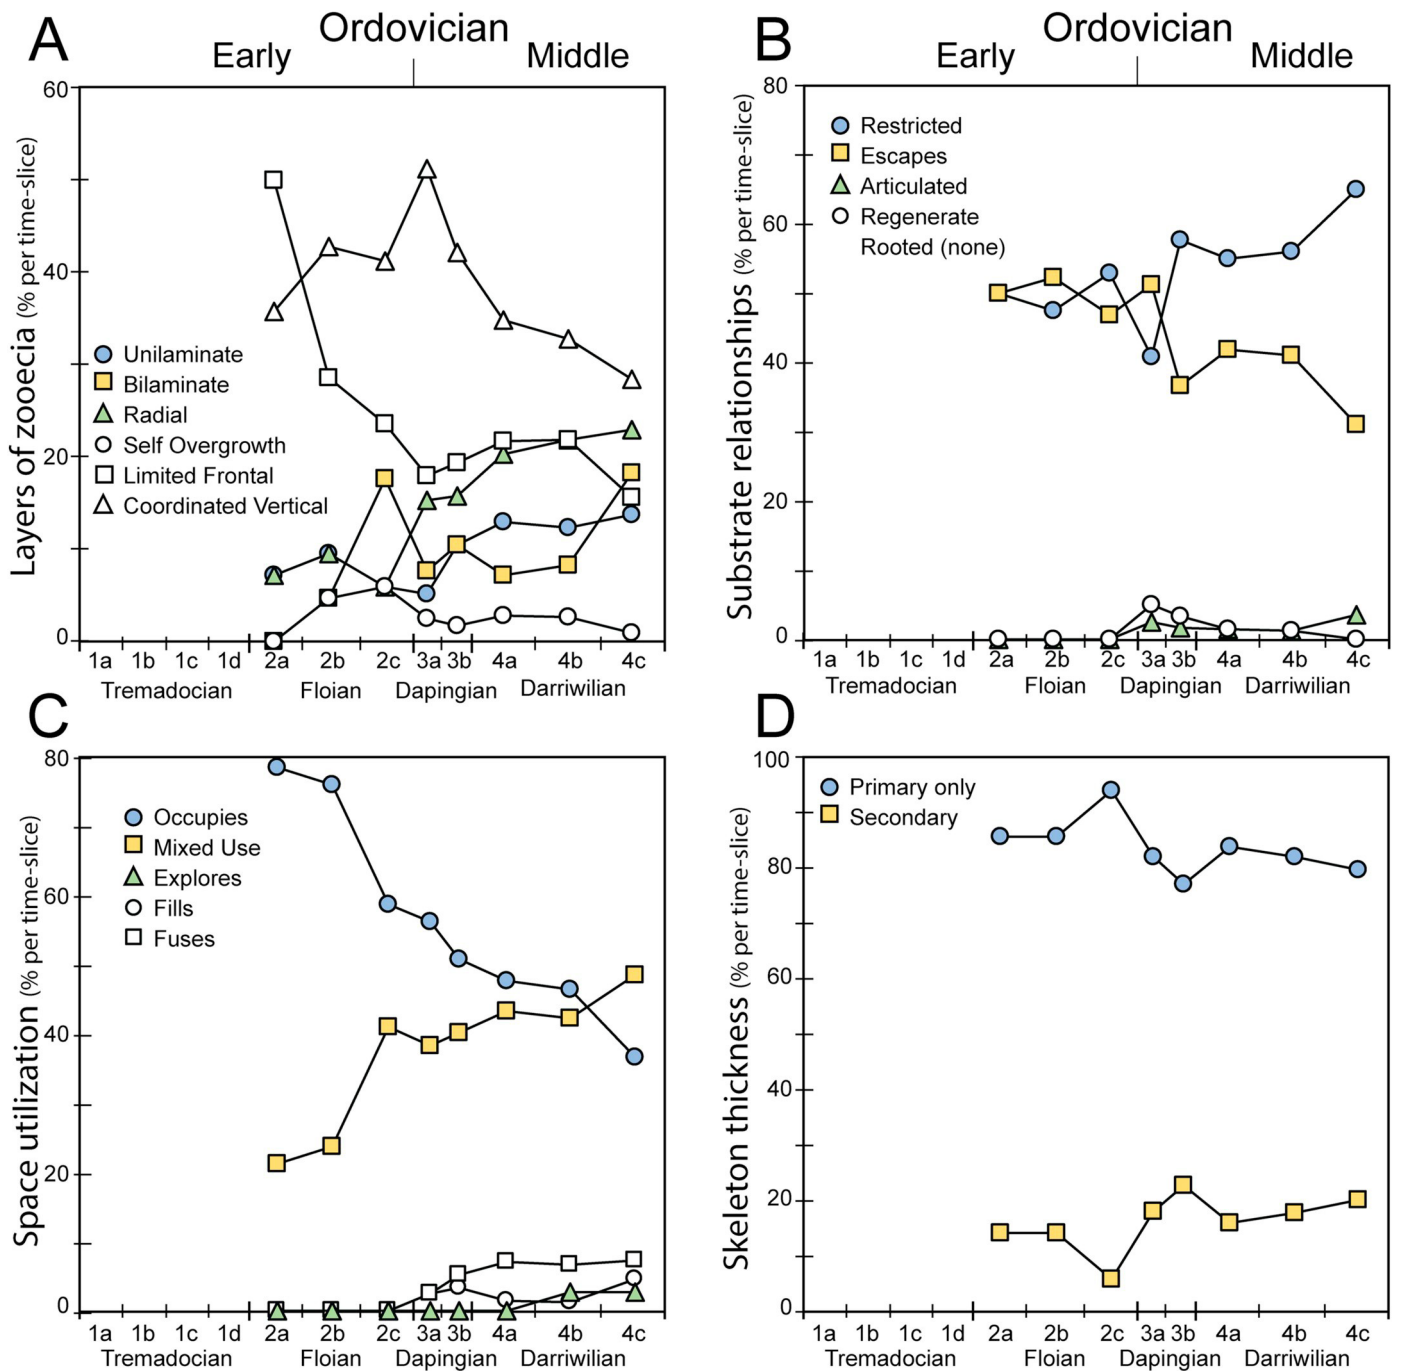 A
Ordovician
Early
Middle
Layers of zooecia (% per time-slice)
60
40
20
0
Unilaminate
Bilaminate
Radial
Self Overgrowth
Limited Frontal
Coordinated Vertical
1a 1b 1c 1d 2a 2b 2c 3a 3b 4a 4b 4c
Tremadocian Floian Dapingian Darriwilian
B
Ordovician
Early
Middle
Substrate relationships (% per time-slice)
80
60
40
20
0
Restricted
Escapes
Articulated
Regenerate
Rooted (none)
1a 1b 1c 1d 2a 2b 2c 3a 3b 4a 4b 4c
Tremadocian Floian Dapingian Darriwilian
C
Space utilization (% per time-slice)
80
60
40
20
0
Occupies
Mixed Use
Explores
Fills
Fuses
1a 1b 1c 1d 2a 2b 2c 3a 3b 4a 4b 4c
Tremadocian Floian Dapingian Darriwilian
D
Skeleton thickness (% per time-slice)
100
80
60
40
20
0
Primary only
Secondary
1a 1b 1c 1d 2a 2b 2c 3a 3b 4a 4b 4c
Tremadocian Floian Dapingian Darriwilian